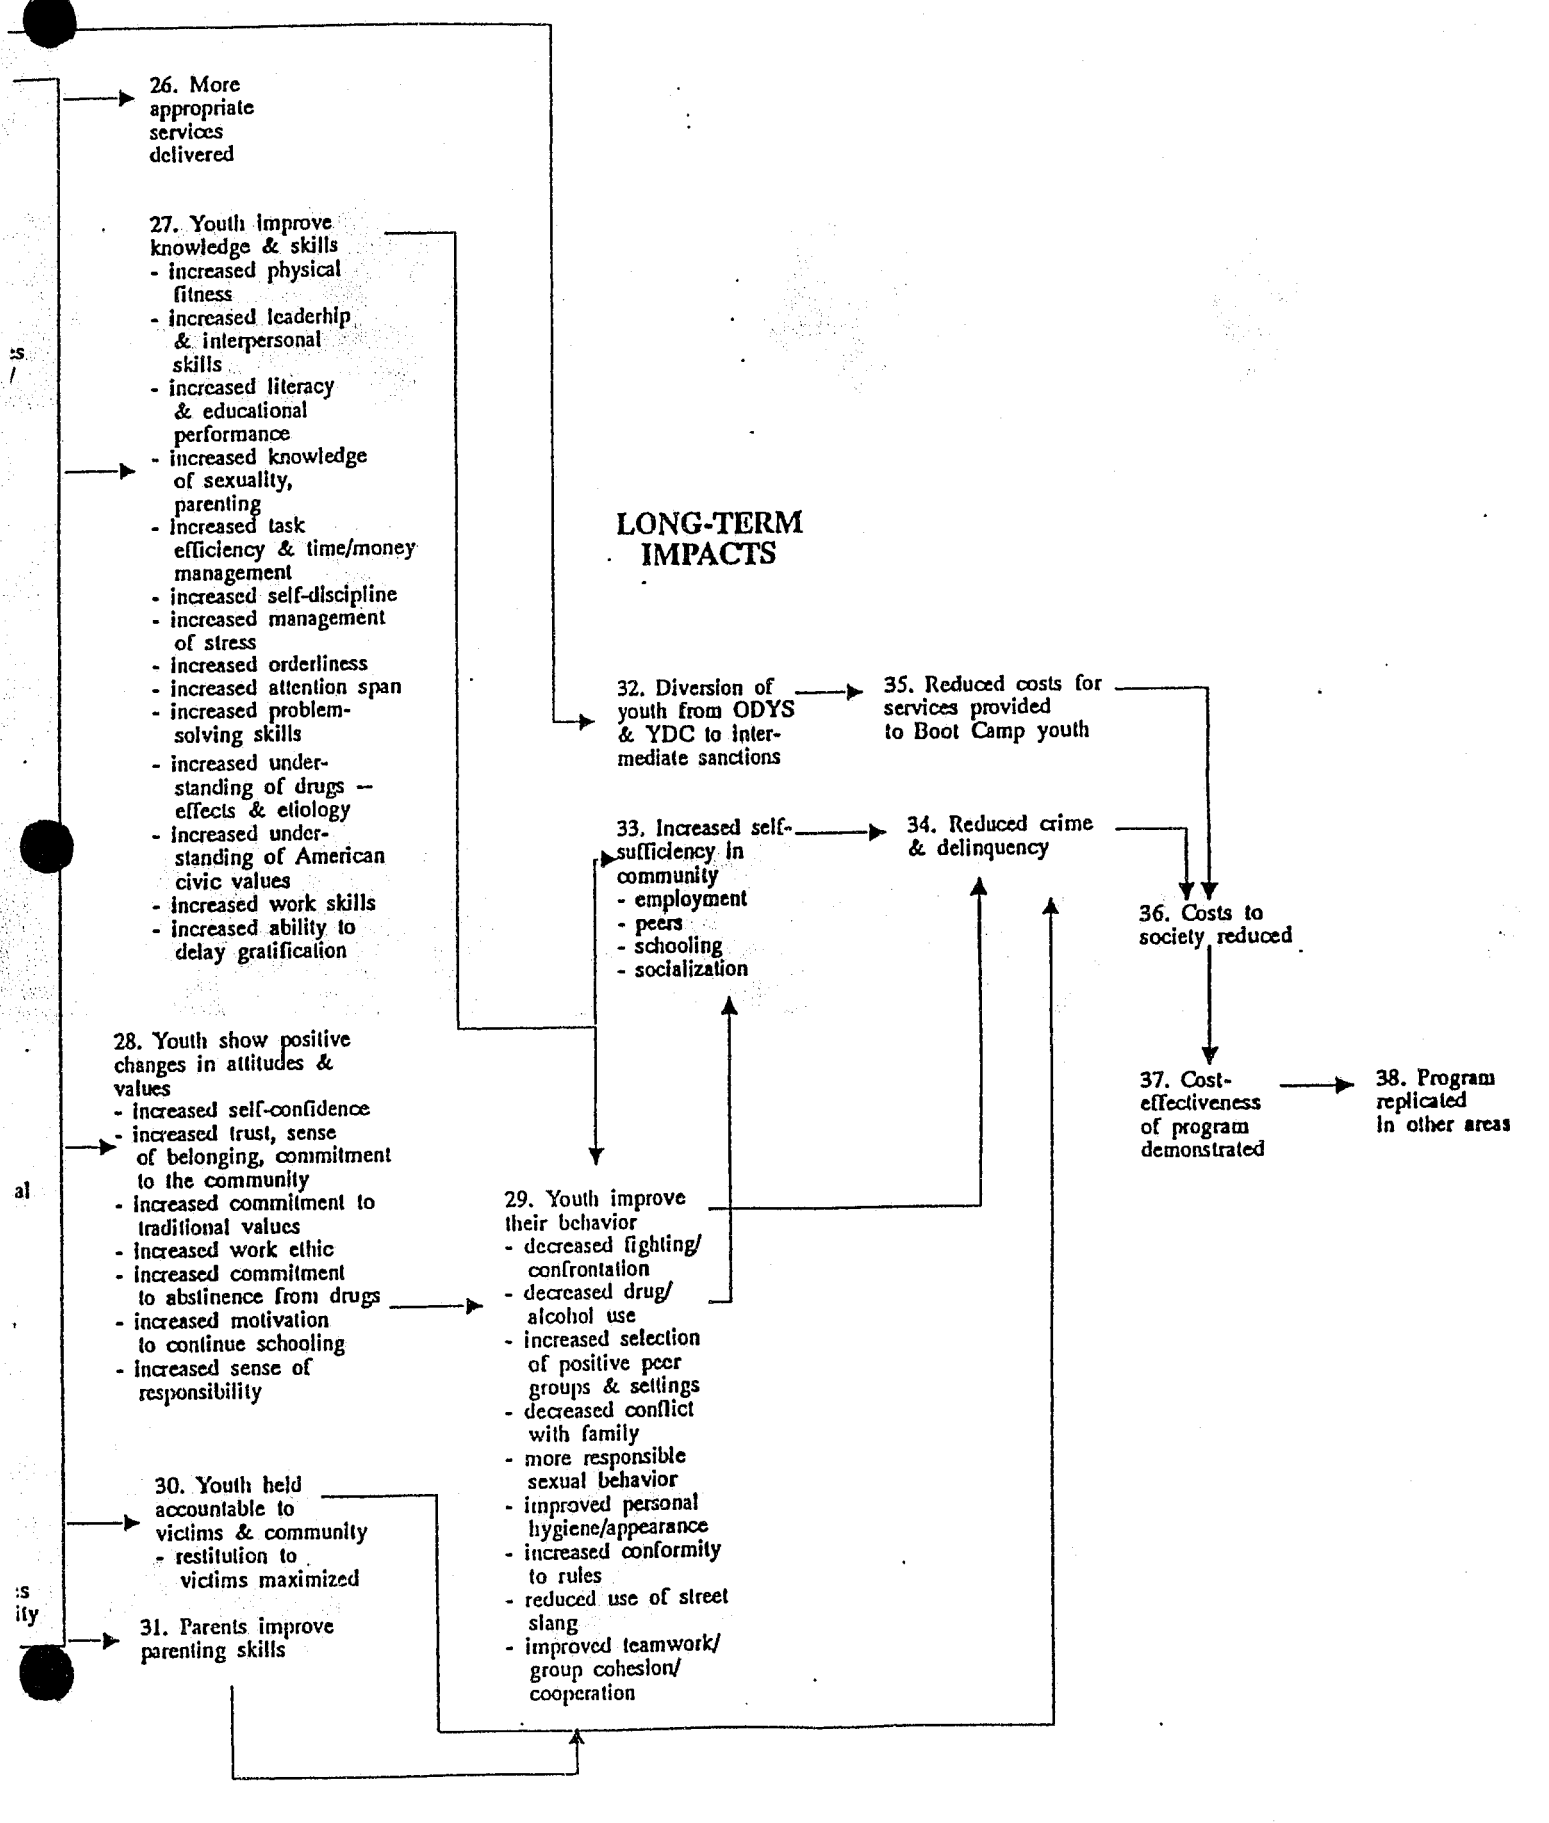 26. More
appropriate
services
delivered
27. Youth improve
knowledge & skills
- increased physical
fitness
- increased leaderhip
& interpersonal
skills
- increased literacy
& educational
performance
- increased knowledge
of sexuality,
parenting
- increased task
efficiency & time/money
management
- increased self-discipline
- increased management
of stress
- increased orderliness
- increased attention span
- increased problem-
solving skills
- increased under-
standing of drugs --
effects & etiology
- increased under-
standing of American
civic values
- increased work skills
- increased ability to
delay gratification
28. Youth show positive
changes in attitudes &
values
- increased self-confidence
- increased trust, sense
of belonging, commitment
to the community
- increased commitment to
traditional values
- increased work ethic
- increased commitment
to abstinence from drugs
- increased motivation
to continue schooling
- increased sense of
responsibility
30. Youth held
accountable to
victims & community
- restitution to
victims maximized
31. Parents improve
parenting skills
es
/
al
:s
ity
29. Youth improve
their behavior
- decreased fighting/
confrontation
- decreased drug/
alcohol use
- increased selection
of positive peer
groups & settings
- decreased conflict
with family
- more responsible
sexual behavior
- improved personal
hygiene/appearance
- increased conformity
to rules
- reduced use of street
slang
- improved teamwork/
group cohesion/
cooperation
LONG-TERM
IMPACTS
32. Diversion of
youth from ODYS
& YDC to inter-
mediate sanctions
33. Increased self-
sufficiency in
community
- employment
- peers
- schooling
- socialization
35. Reduced costs for
services provided
to Boot Camp youth
34. Reduced crime
& delinquency
36. Costs to
society reduced
37. Cost-
effectiveness
of program
demonstrated
38. Program
replicated
in other areas